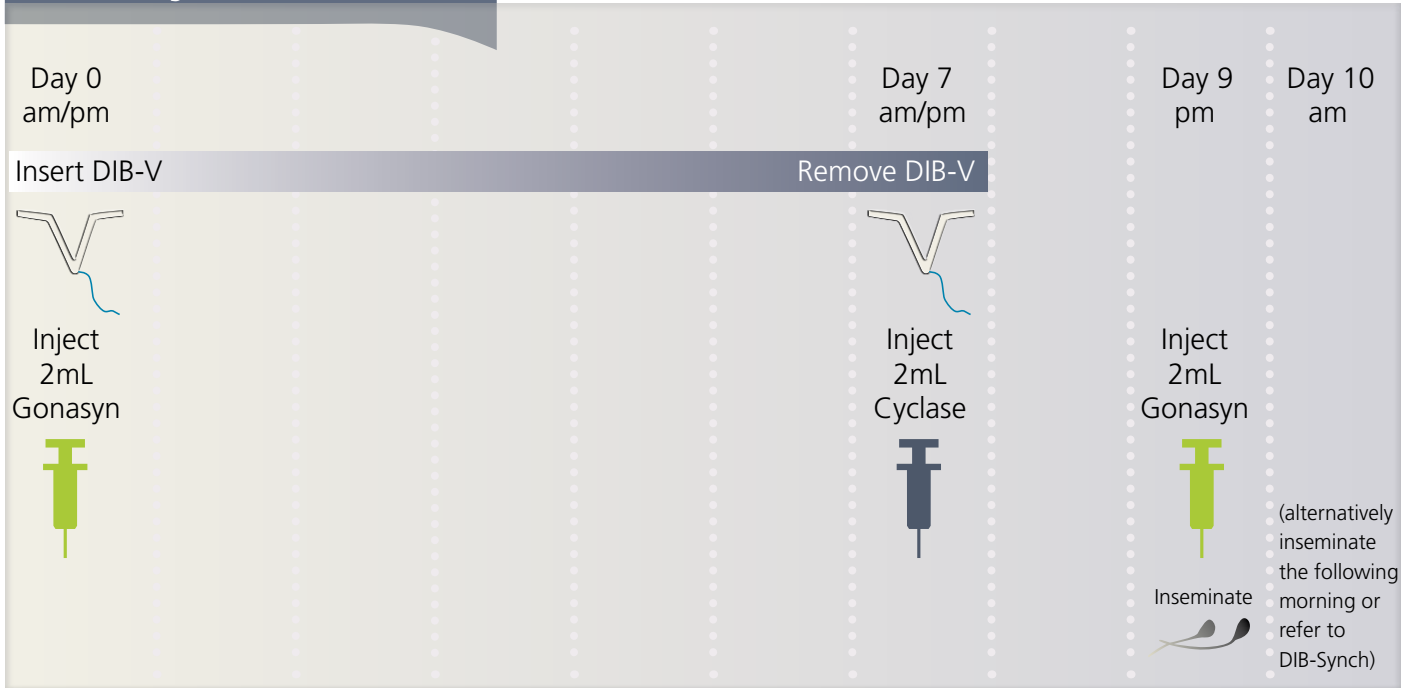 Day 0
am/pm
Day 7
am/pm
Day 9
pm
Day 10
am
Insert DIB-V
Remove DIB-V
Inject
2mL
Gonasyn
Inject
2mL
Cyclase
Inject
2mL
Gonasyn
Inseminate
(alternatively
inseminate
the following
morning or
refer to
DIB-Synch)